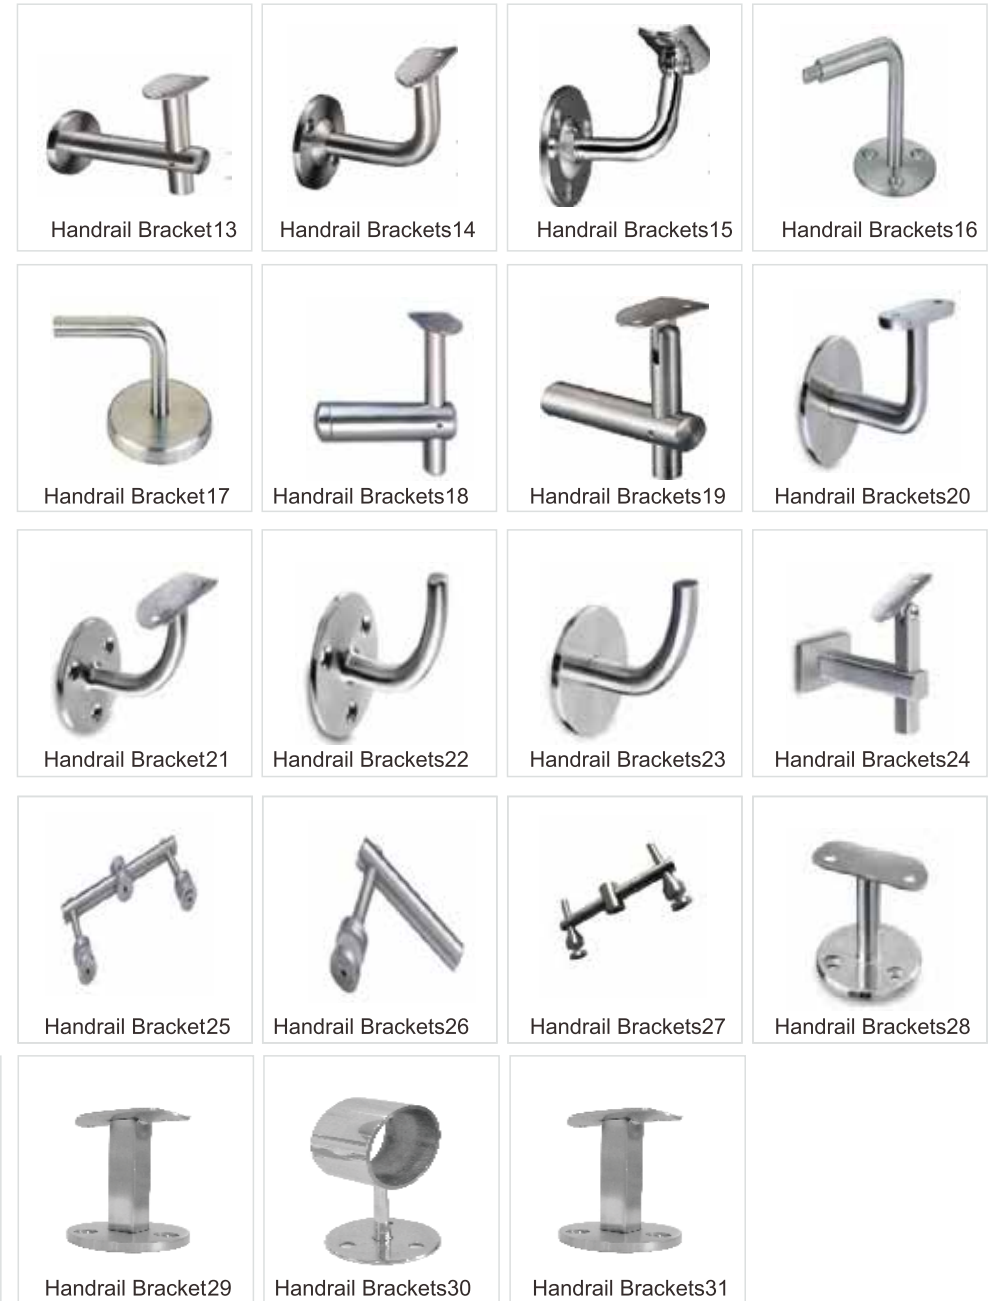 Handrail Bracket13
Handrail Brackets14
Handrail Brackets15
Handrail Brackets16
Handrail Bracket17
Handrail Brackets18
Handrail Brackets19
Handrail Brackets20
Handrail Bracket21
Handrail Brackets22
Handrail Brackets23
Handrail Brackets24
Handrail Bracket25
Handrail Brackets26
Handrail Brackets27
Handrail Brackets28
Handrail Bracket29
Handrail Brackets30
Handrail Brackets31